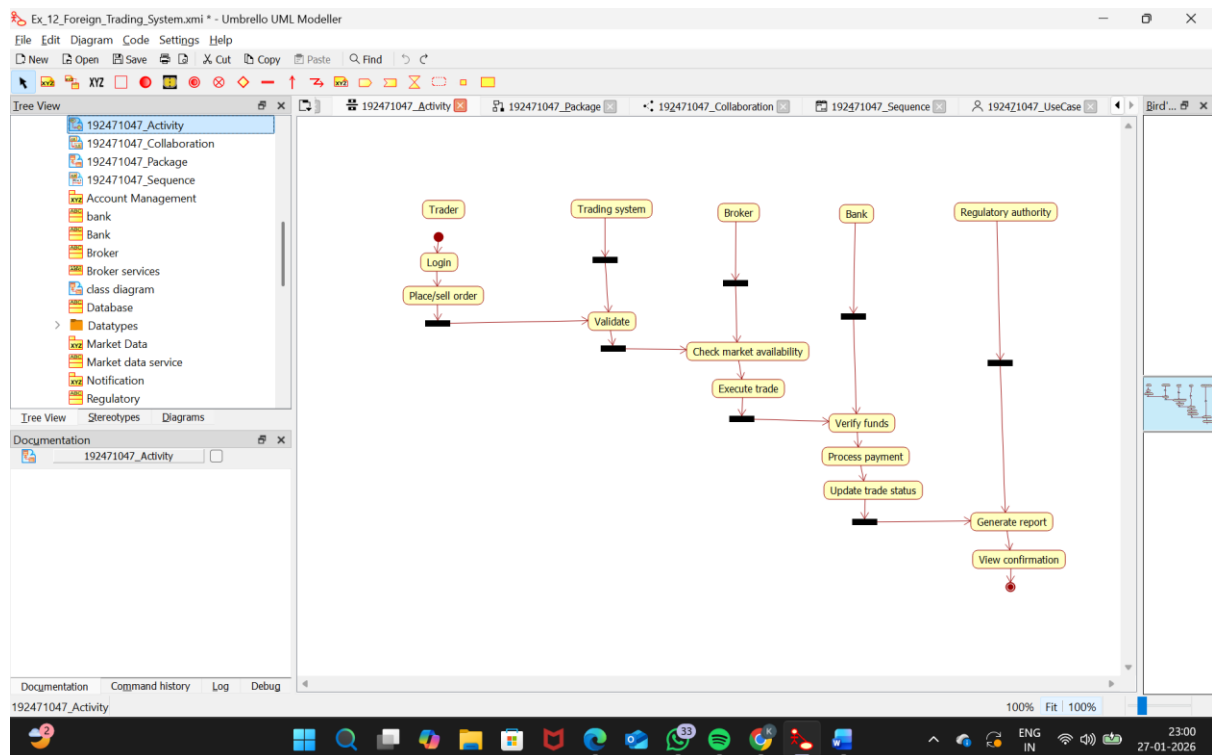 Ex_12_Foreign_Trading_System.xmi * - Umbrello UML Modeller
File Edit Diagram Code Settings Help
New Open Save Cut Copy Paste Find
XYZ
Tree View
192471047_Activity
192471047_Collaboration
192471047_Package
192471047_Sequence
Account Management
bank
Bank
Broker
Broker services
class diagram
Database
Datatypes
Market Data
Market data service
Notification
Regulatory
Tree View Stereotypes Diagrams
Documentation
192471047_Activity
Documentation Command history Log Debug
192471047_Activity 192471047_Package 192471047_Collaboration 192471047_Sequence 192471047_UseCase
Bird'...
Trader
Trading system
Broker
Bank
Regulatory authority
Login
Place/sell order
Validate
Check market availability
Execute trade
Verify funds
Process payment
Update trade status
Generate report
View confirmation
192471047_Activity
100% Fit 100%
2
33
K
ENG
IN
23:00
27-01-2026